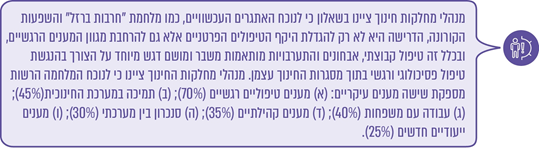 מנהלי מחלקות חינוך ציינו בשאלון כי לנוכח האתגרים העכשוויים, כמו מלחמת "חרבות ברזל" והשפעות
הקורונה, הדרישה היא לא רק להגדלת היקף הטיפולים הפרטניים אלא גם להרחבת מגוון המענים הרגשיים,
ובכלל זה טיפול קבוצתי, אבחונים והתערבויות מותאמות משבר ומושם דגש מיוחד על הצורך בהנגשת
טיפול פסיכולוגי ורגשי בתוך מסגרות החינוך עצמן. מנהלי מחלקות החינוך ציינו כי לנוכח המלחמה הרשות
מספקת שישה מענים עיקריים: (א) מענים טיפוליים רגשיים (70%); (ב) תמיכה במערכת החינוכית(45%);
(ג) עבודה עם משפחות (40%); (ד) מענים קהילתיים (35%); (ה) סנכרון בין מערכתי (30%); (ו) מענים
ייעודיים חדשים (25%).